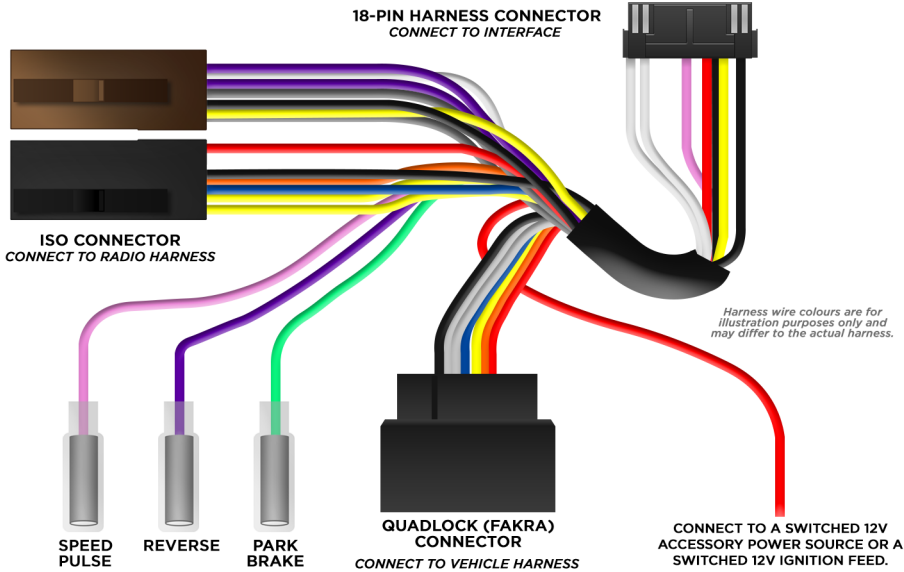 18-PIN HARNESS CONNECTOR
CONNECT TO INTERFACE
ISO CONNECTOR
CONNECT TO RADIO HARNESS
Harness wire colours are for
illustration purposes only and
may differ to the actual harness.
SPEED
PULSE
REVERSE
PARK
BRAKE
QUADLOCK (FAKRA)
CONNECTOR
CONNECT TO VEHICLE HARNESS
CONNECT TO A SWITCHED 12V
ACCESSORY POWER SOURCE OR A
SWITCHED 12V IGNITION FEED.